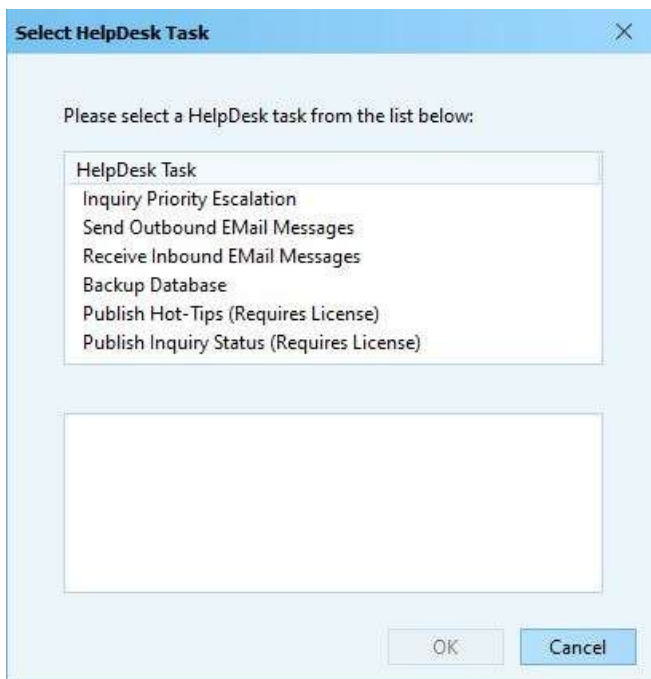 Select HelpDesk Task
Please select a HelpDesk task from the list below:
HelpDesk Task
Inquiry Priority Escalation
Send Outbound EMail Messages
Receive Inbound EMail Messages
Backup Database
Publish Hot-Tips (Requires License)
Publish Inquiry Status (Requires License)
OK
Cancel